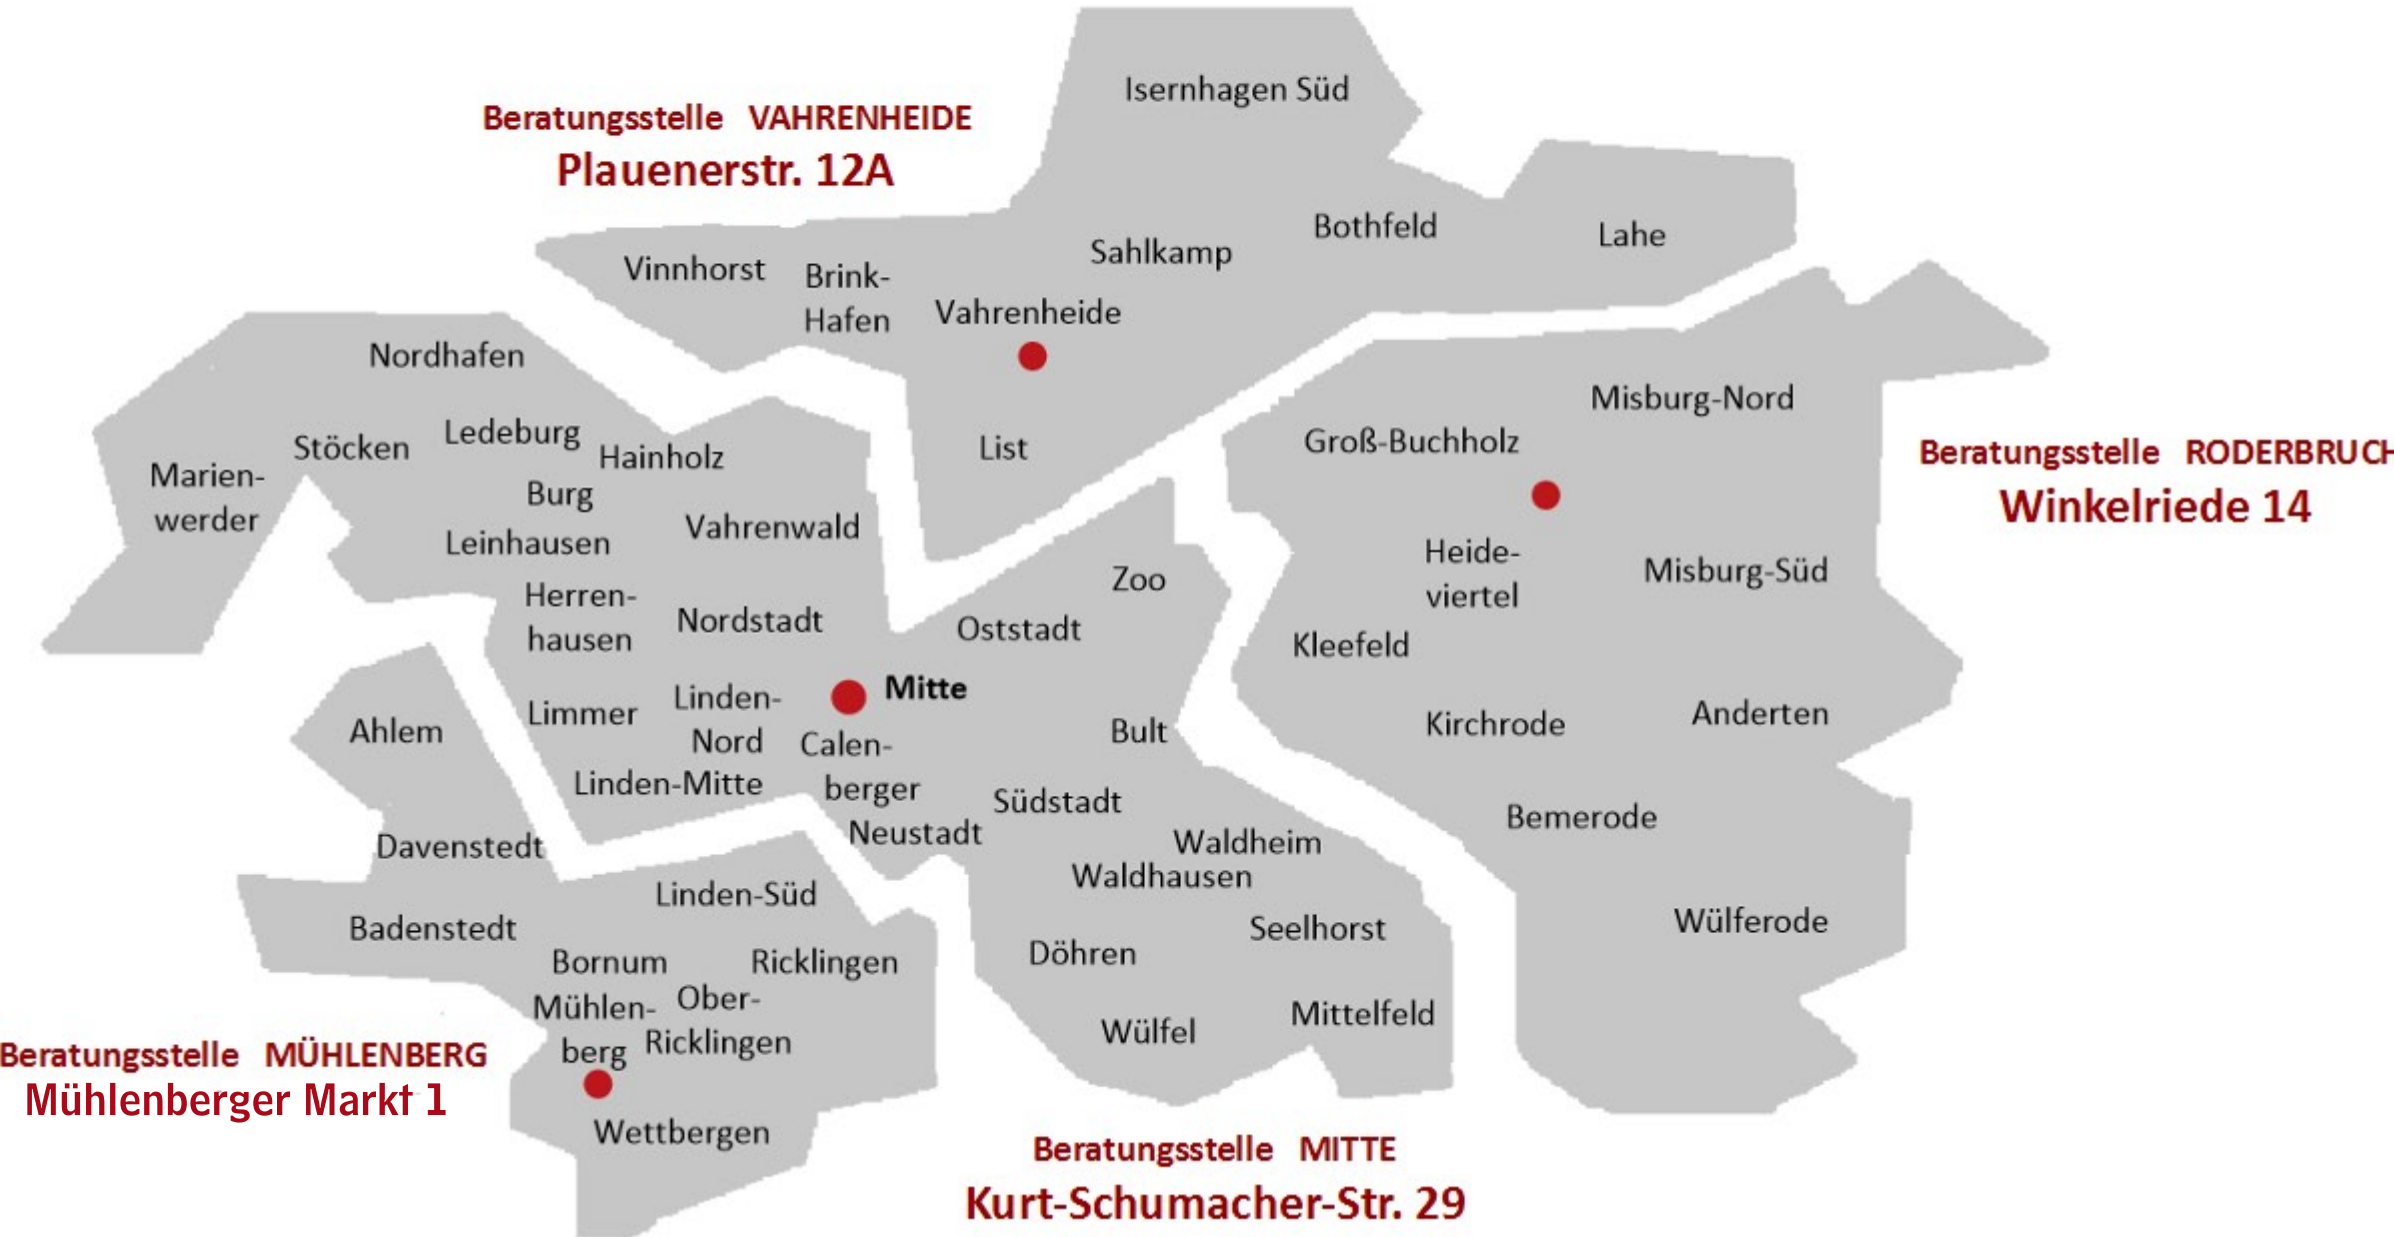 Isernhagen Süd
Beratungsstelle VAHRENHEIDE
Plauenerstr. 12A
Bothfeld
Lahe
Sahlkamp
Vinnhorst
Brink-
Hafen
Vahrenheide
Nordhafen
Misburg-Nord
Ledeburg
Stöcken
Hainholz
List
Groß-Buchholz
Beratungsstelle RODERBRUCH
Winkelriede 14
Marien-
werder
Burg
Vahrenwald
Leinhausen
Heide-
viertel
Misburg-Süd
Zoo
Herren-
hausen
Nordstadt
Oststadt
Kleefeld
Mitte
Linden-
Nord
Limmer
Ahlem
Calen-
berger
Neustadt
Bult
Kirchrode
Anderten
Linden-Mitte
Südstadt
Bemerode
Davenstedt
Waldheim
Waldhausen
Linden-Süd
Wülferode
Badenstedt
Seelhorst
Döhren
Bornum
Ricklingen
Mühlen-
berg
Ober-
Ricklingen
Mittelfeld
Wülfel
Beratungsstelle MÜHLENBERG
Mühlenberger Markt 1
Wettbergen
Beratungsstelle MITTE
Kurt-Schumacher-Str. 29